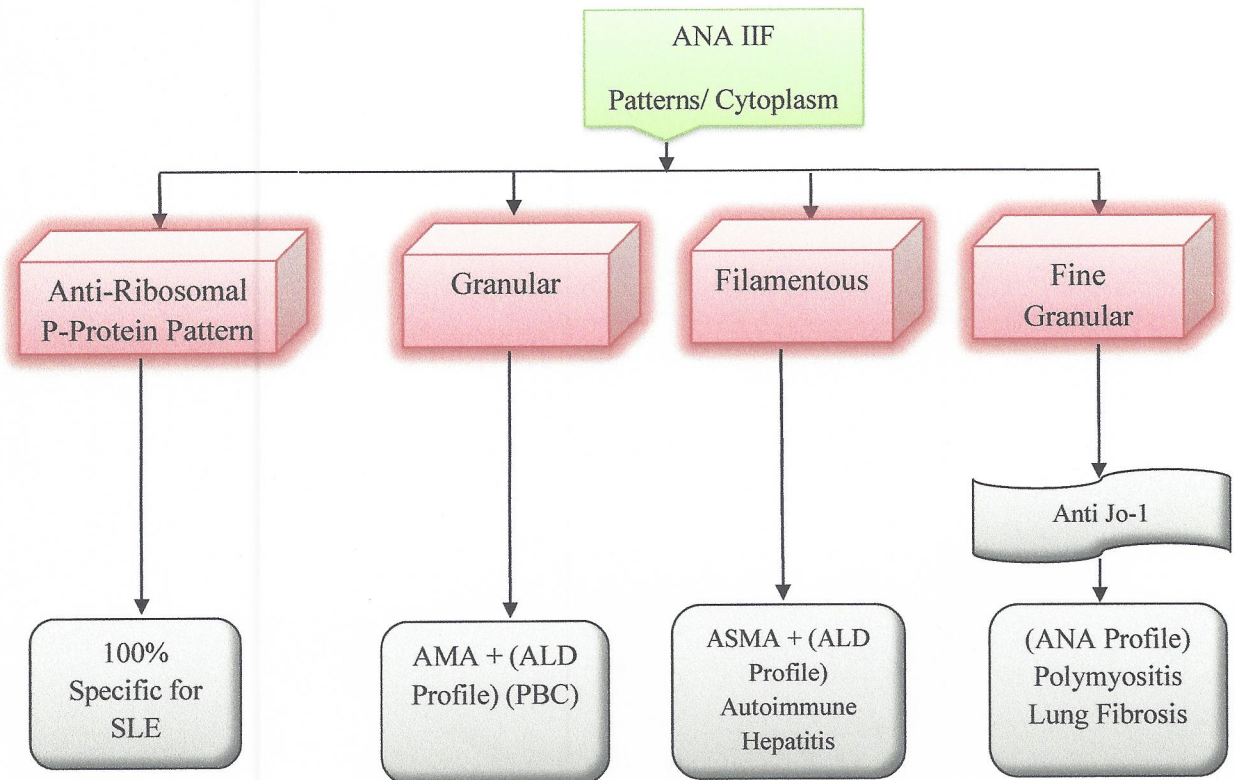 ANA IIF
Patterns/ Cytoplasm
Anti-Ribosomal
P-Protein Pattern
Granular
Filamentous
Fine
Granular
Anti Jo-1
100%
Specific for
SLE
AMA + (ALD
Profile) (PBC)
ASMA + (ALD
Profile)
Autoimmune
Hepatitis
(ANA Profile)
Polymyositis
Lung Fibrosis